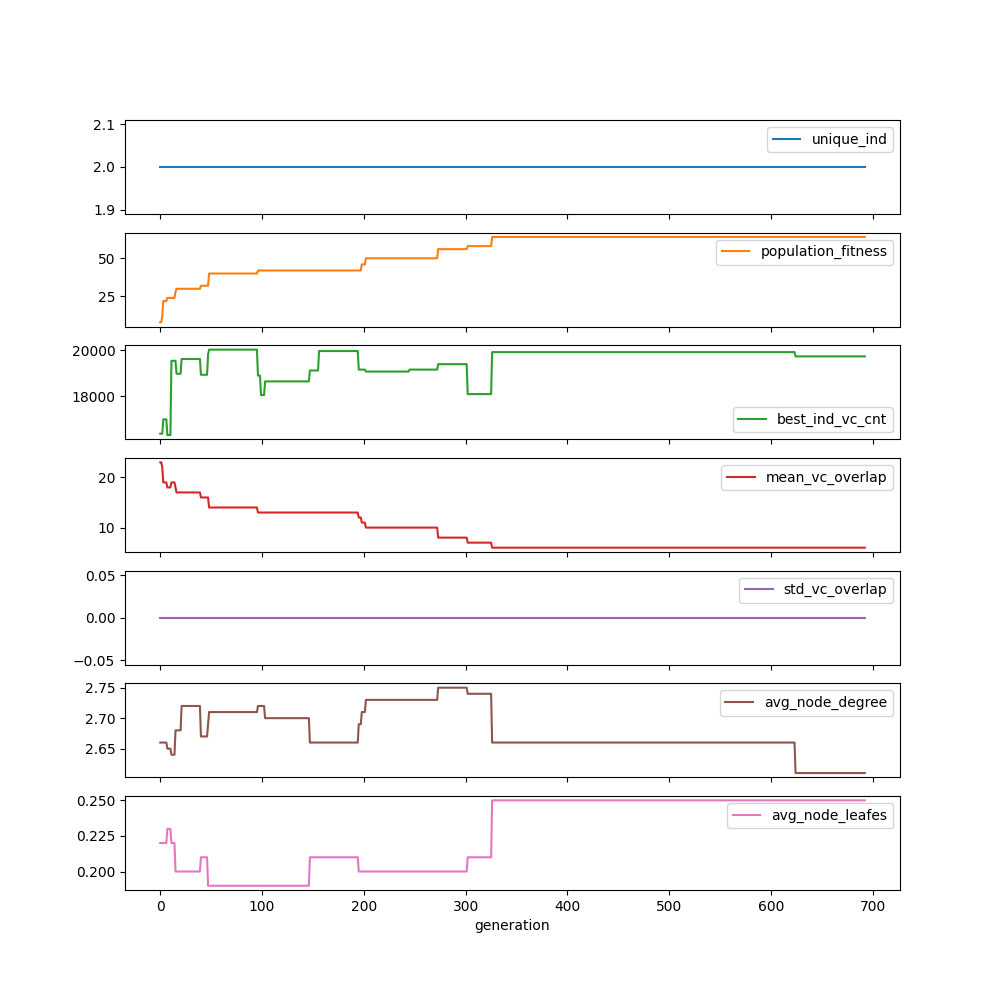 2.1
2.0
1.9
unique_ind
50
25
population_fitness
20000
18000
best_ind_vc_cnt
20
10
mean_vc_overlap
0.05
0.00
−0.05
std_vc_overlap
2.75
2.70
2.65
avg_node_degree
0.250
0.225
0.200
avg_node_leafes
0 100 200 300 400 500 600 700
generation